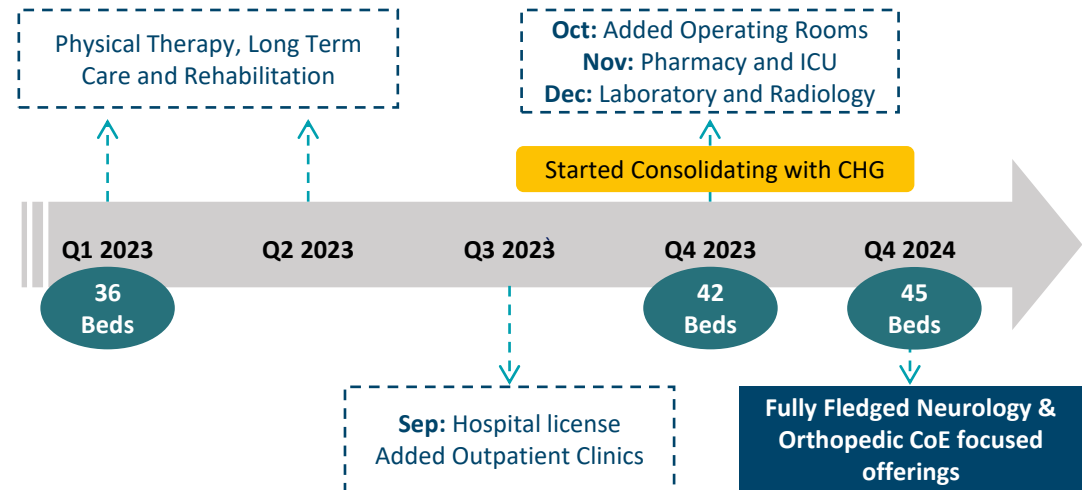 Physical Therapy, Long Term
Care and Rehabilitation
Oct: Added Operating Rooms
Nov: Pharmacy and ICU
Dec: Laboratory and Radiology
Started Consolidating with CHG
Q1 2023
Q2 2023
Q3 2023`
Q4 2023
Q4 2024
36
Beds
42
Beds
45
Beds
Sep: Hospital license
Added Outpatient Clinics
Fully Fledged Neurology &
Orthopedic CoE focused
offerings